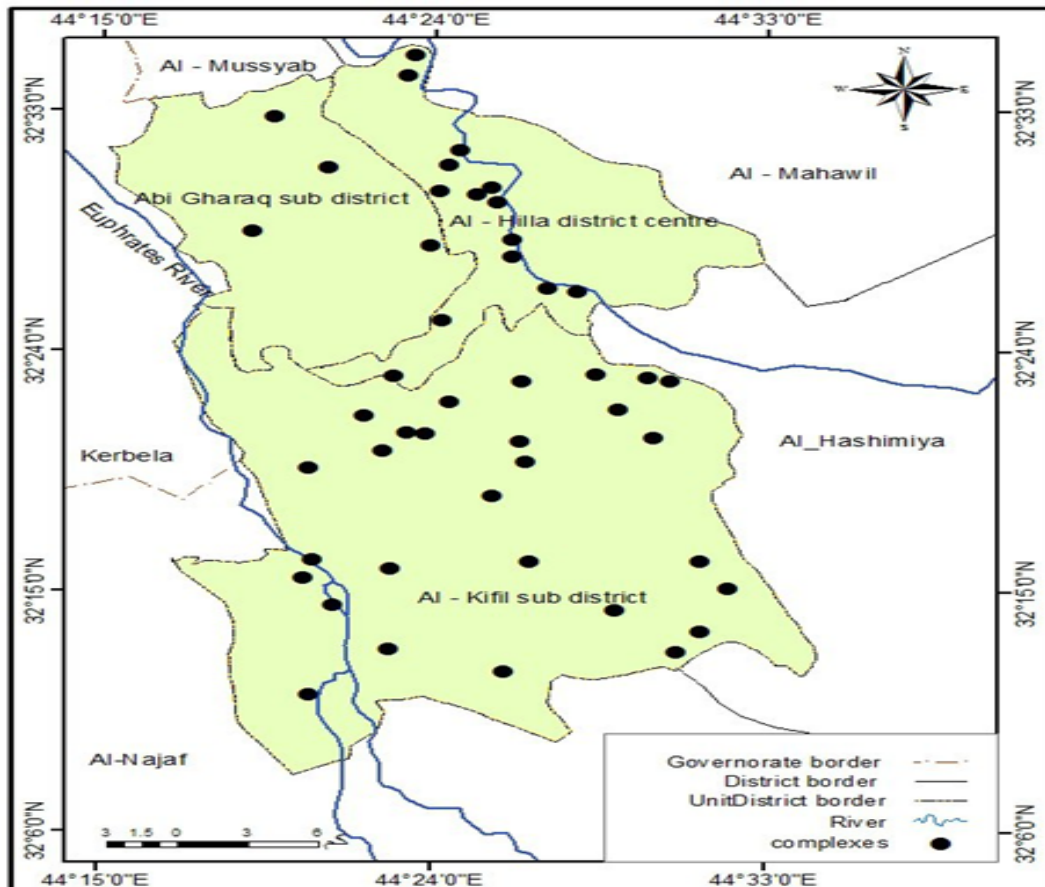 44°15'0"E 44°24'0"E 44°33'0"E
Al - Mussyab
N
W E
S
32°33'0"N 32°33'0"N
Al - Mahawil
Abi Gharaq sub district
Al - Hilla district centre
Euphrates River
32°24'0"N 32°24'0"N
Kerbela
Al_Hashimiya
32°15'0"N 32°15'0"N
Al - Kifil sub district
Al-Najaf
Governorate border
District border
UnitDistrict border
River
complexes
3 1.5 0 3 6
32°6'0"N 32°6'0"N
44°15'0"E 44°24'0"E 44°33'0"E